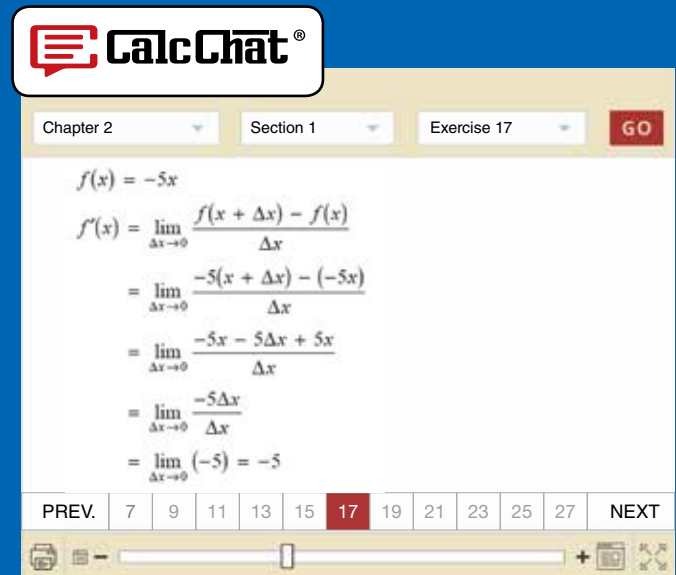 CalcChat®
Chapter 2 Section 1 Exercise 17 GO
f(x) = −5x
f′(x) = lim Δx→0 f(x + Δx) − f(x) / Δx
= lim Δx→0 −5(x + Δx) − (−5x) / Δx
= lim Δx→0 −5x − 5Δx + 5x / Δx
= lim Δx→0 −5Δx / Δx
= lim Δx→0 (−5) = −5
PREV. 7 9 11 13 15 17 19 21 23 25 27 NEXT